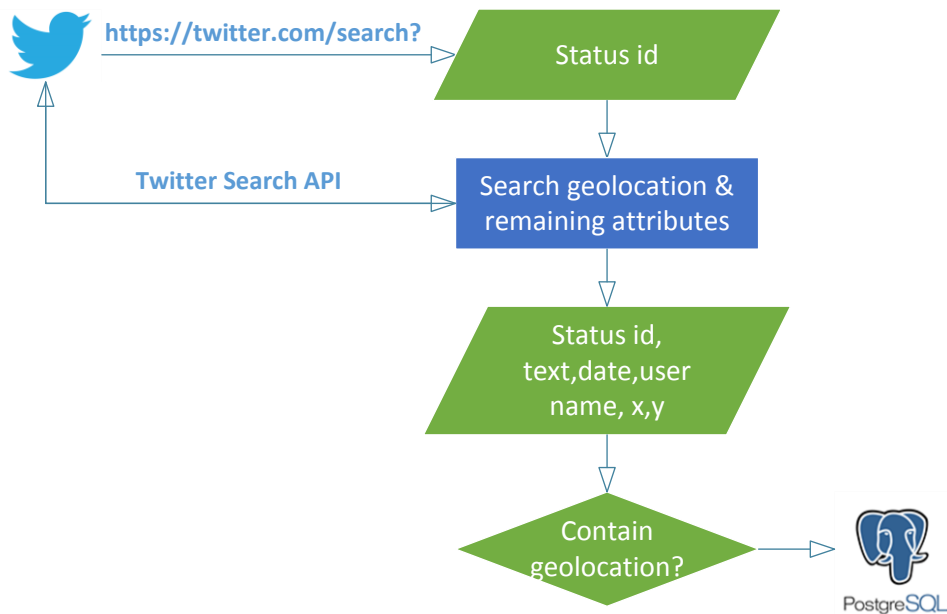 https://twitter.com/search?
Status id
Twitter Search API
Search geolocation &
remaining attributes
Status id,
text,date,user
name, x,y
Contain
geolocation?
PostgreSQL